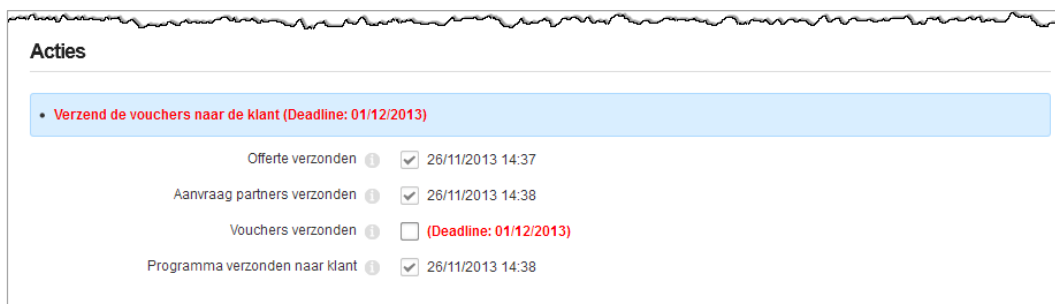 Acties
• Verzend de vouchers naar de klant (Deadline: 01/12/2013)
Offerte verzonden 26/11/2013 14:37
Aanvraag partners verzonden 26/11/2013 14:38
Vouchers verzonden (Deadline: 01/12/2013)
Programma verzonden naar klant 26/11/2013 14:38